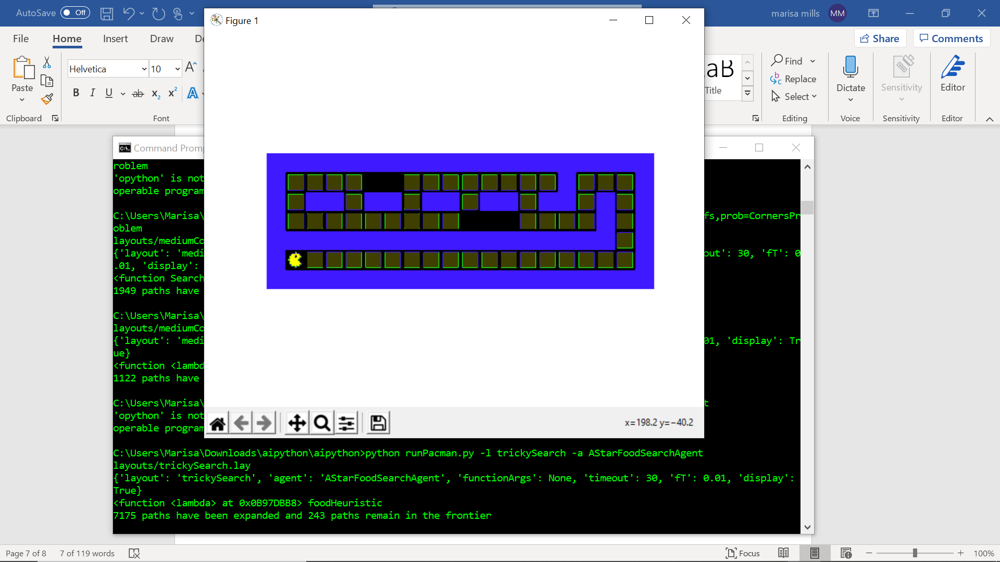 AutoSave Off
marisa mills MM
Figure 1
File Home Insert Draw
Share Comments
Helvetica 10
Paste
Clipboard
Font
Title
Find
Replace
Select
Editing
Dictate
Voice
Sensitivity
Sensitivity
Editor
Editor
Command
roblem
'opython' is not
operable program
C:\Users\Marisa\ fs,prob=CornersPr
oblem
layouts/mediumCo
{'layout': 'medi out': 30, 'fT': 0
.01, 'display':
<function Search
1949 paths have
C:\Users\Marisa\
layouts/mediumCo
{'layout': 'medi 01, 'display': Tr
ue}
<function <lambd
1122 paths have
C:\Users\Marisa\ t
'opython' is not
operable program
x=198.2 y=−40.2
C:\Users\Marisa\Downloads\aipython\aipython>python runPacman.py -l trickySearch -a AStarFoodSearchAgent
layouts/trickySearch.lay
{'layout': 'trickySearch', 'agent': 'AStarFoodSearchAgent', 'functionArgs': None, 'timeout': 30, 'fT': 0.01, 'display':
True}
<function <lambda> at 0x0B97DBB8> foodHeuristic
7175 paths have been expanded and 243 paths remain in the frontier
Page 7 of 8 7 of 119 words
Focus
100%